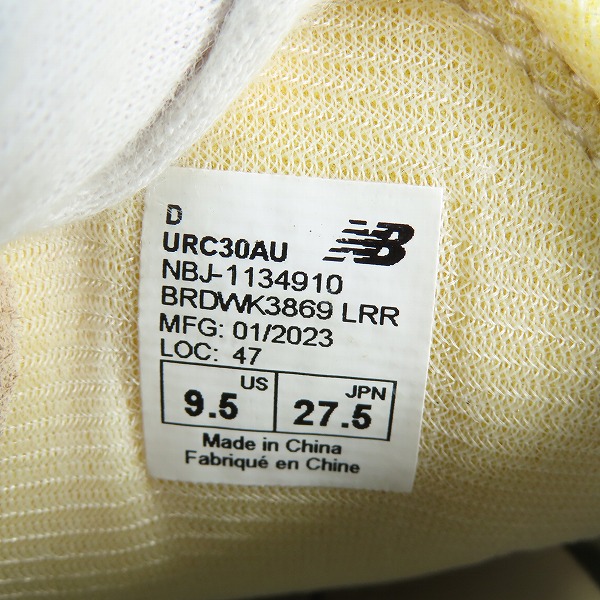 D
URC30AU
NB
NBJ-1134910
BRDWK3869 LRR
MFG: 01/2023
LOC: 47
US
9.5
JPN
27.5
Made in China
Fabriqué en Chine